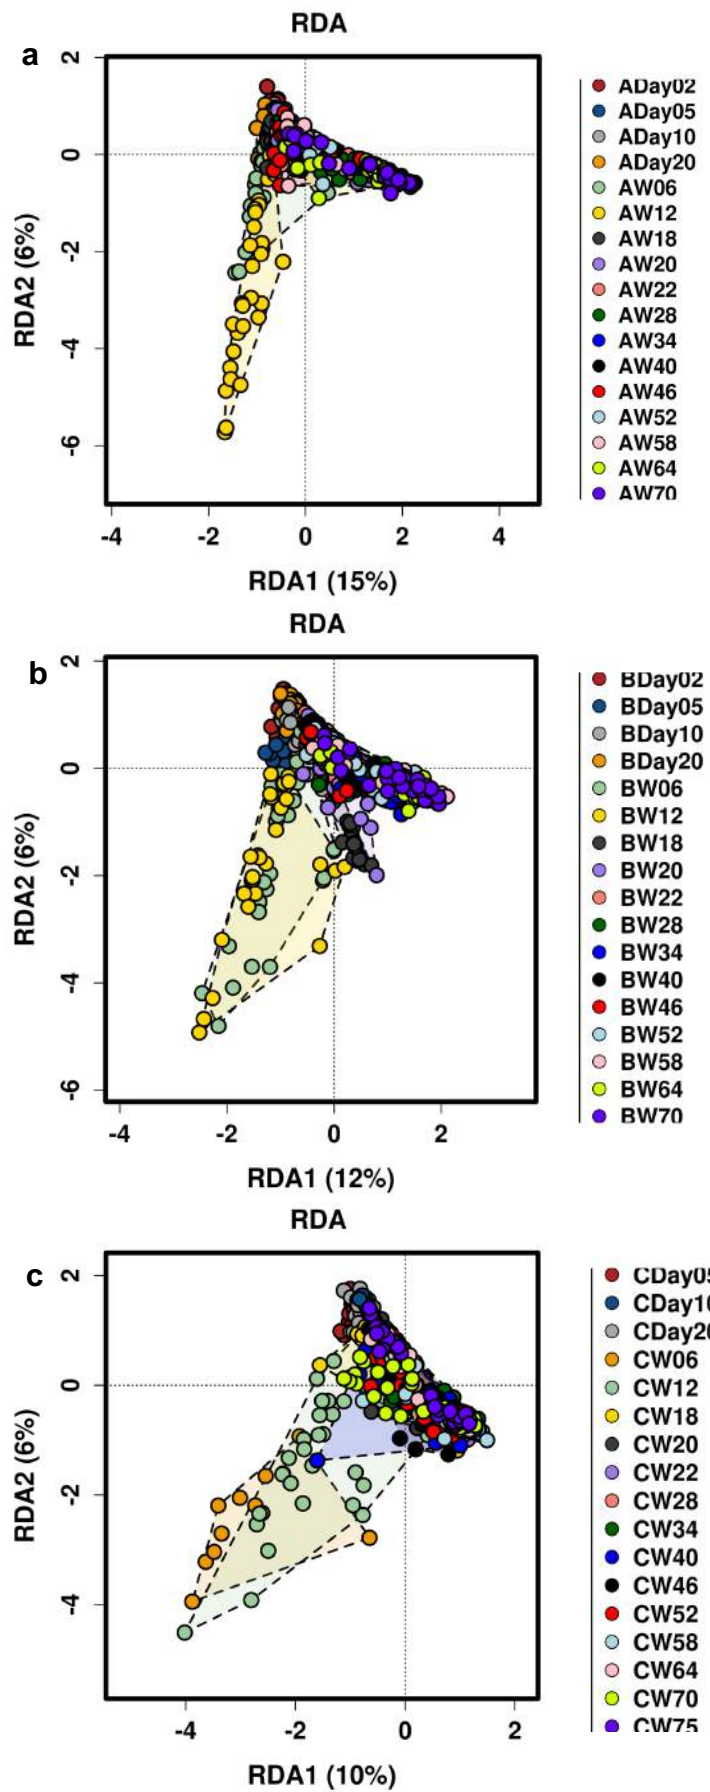 RDA
a
2
0
-2
-4
-6
RDA2 (6%)
-4 -2 0 2 4
RDA1 (15%)
ADay02
ADay05
ADay10
ADay20
AW06
AW12
AW18
AW20
AW22
AW28
AW34
AW40
AW46
AW52
AW58
AW64
AW70
RDA
b
2
0
-2
-4
-6
RDA2 (6%)
-4 -2 0 2
RDA1 (12%)
BDay02
BDay05
BDay10
BDay20
BW06
BW12
BW18
BW20
BW22
BW28
BW34
BW40
BW46
BW52
BW58
BW64
BW70
RDA
c
2
0
-2
-4
RDA2 (6%)
-4 -2 0 2
RDA1 (10%)
CDay05
CDay10
CDay20
CW06
CW12
CW18
CW20
CW22
CW28
CW34
CW40
CW46
CW52
CW58
CW64
CW70
CW75